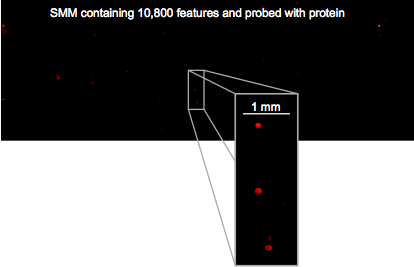 SMM containing 10,800 features and probed with protein
1 mm